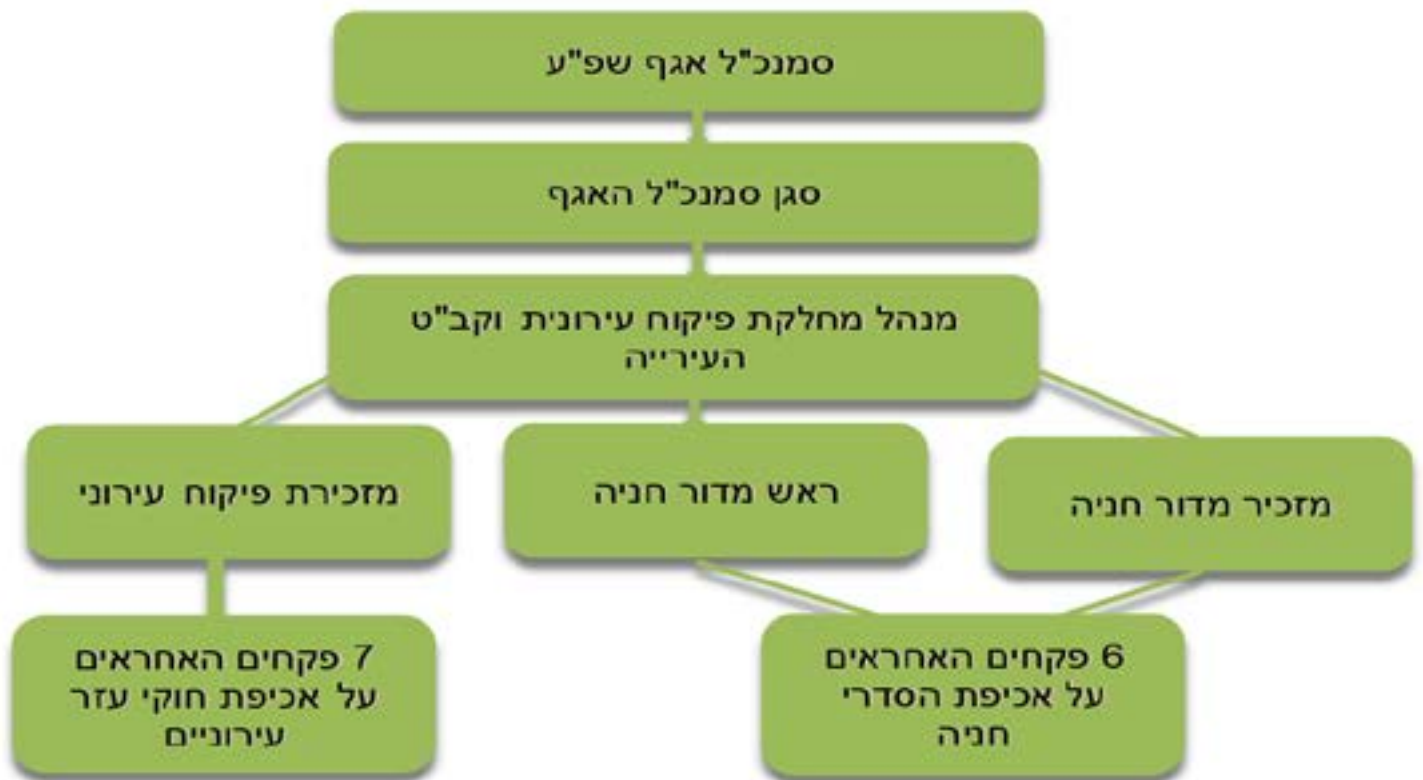 סמנכ"ל אגף שפ"ע
סגן סמנכ"ל האגף
מנהל מחלקת פיקוח עירונית וקב"ט
העירייה
מזכיר מדור חניה
ראש מדור חניה
מזכירת פיקוח עירוני
6 פקחים האחראים
על אכיפת הסדרי
חניה
7 פקחים האחראים
על אכיפת חוקי עזר
עירוניים